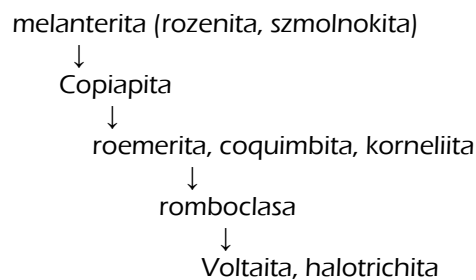 melanterita (rozenita, szmolnokita)
↓
Copiapita
↓
roemerita, coquimbita, korneliita
↓
romboclasa
↓
Voltaita, halotrichita